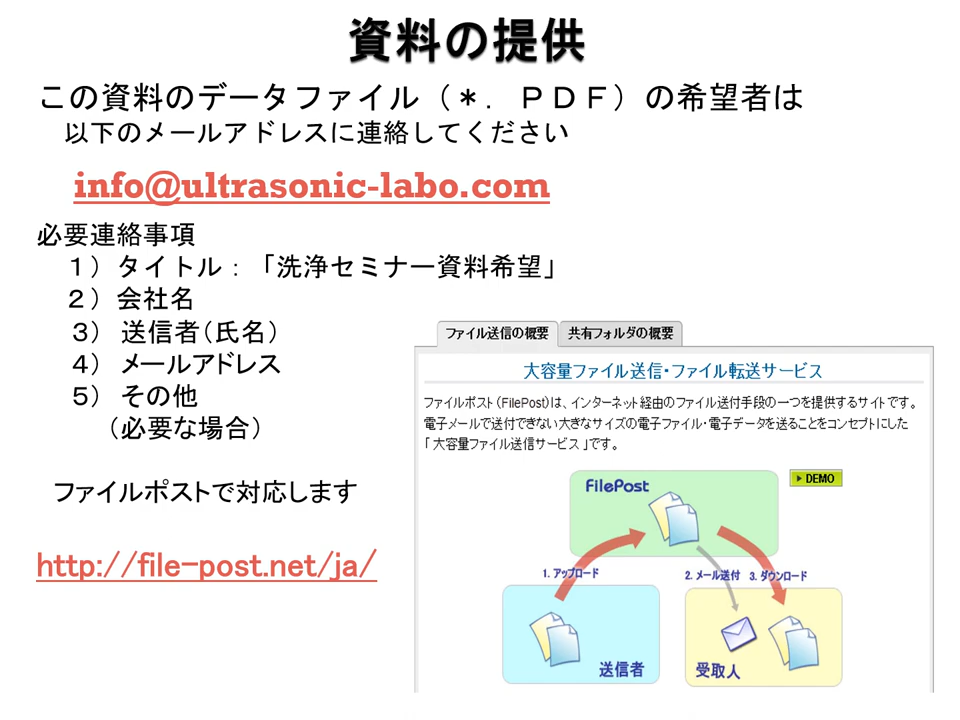 資料の提供
この資料のデータファイル（＊．ＰＤＦ）の希望者は
以下のメールアドレスに連絡してください
info@ultrasonic-labo.com
必要連絡事項
１）タイトル：「洗浄セミナー資料希望」
２）会社名
３） 送信者（氏名）
４） メールアドレス
５） その他
（必要な場合）
ファイルポストで対応します
http://file-post.net/ja/
ファイル送信の概要 共有フォルダの概要
大容量ファイル送信・ファイル転送サービス
ファイルポスト（FilePost）は、インターネット経由のファイル送付手段の一つを提供するサイトです。
電子メールで送付できない大きなサイズの電子ファイル・電子データを送ることをコンセプトにした
「大容量ファイル送信サービス」です。
FilePost
DEMO
1. アップロード
2. メール送付 3. ダウンロード
送信者
受取人